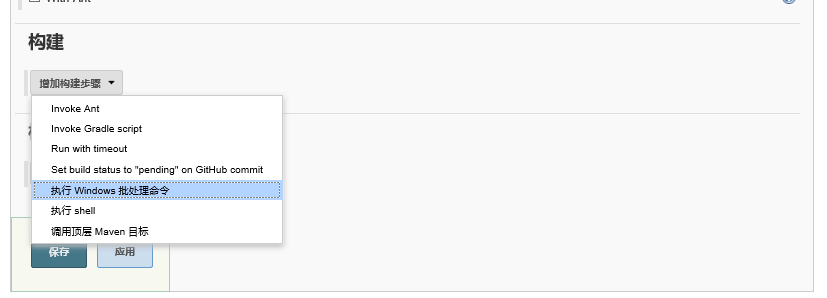 With Ant
构建
增加构建步骤
Invoke Ant
Invoke Gradle script
Run with timeout
Set build status to "pending" on GitHub commit
执行 Windows 批处理命令
执行 shell
调用顶层 Maven 目标
保存
应用